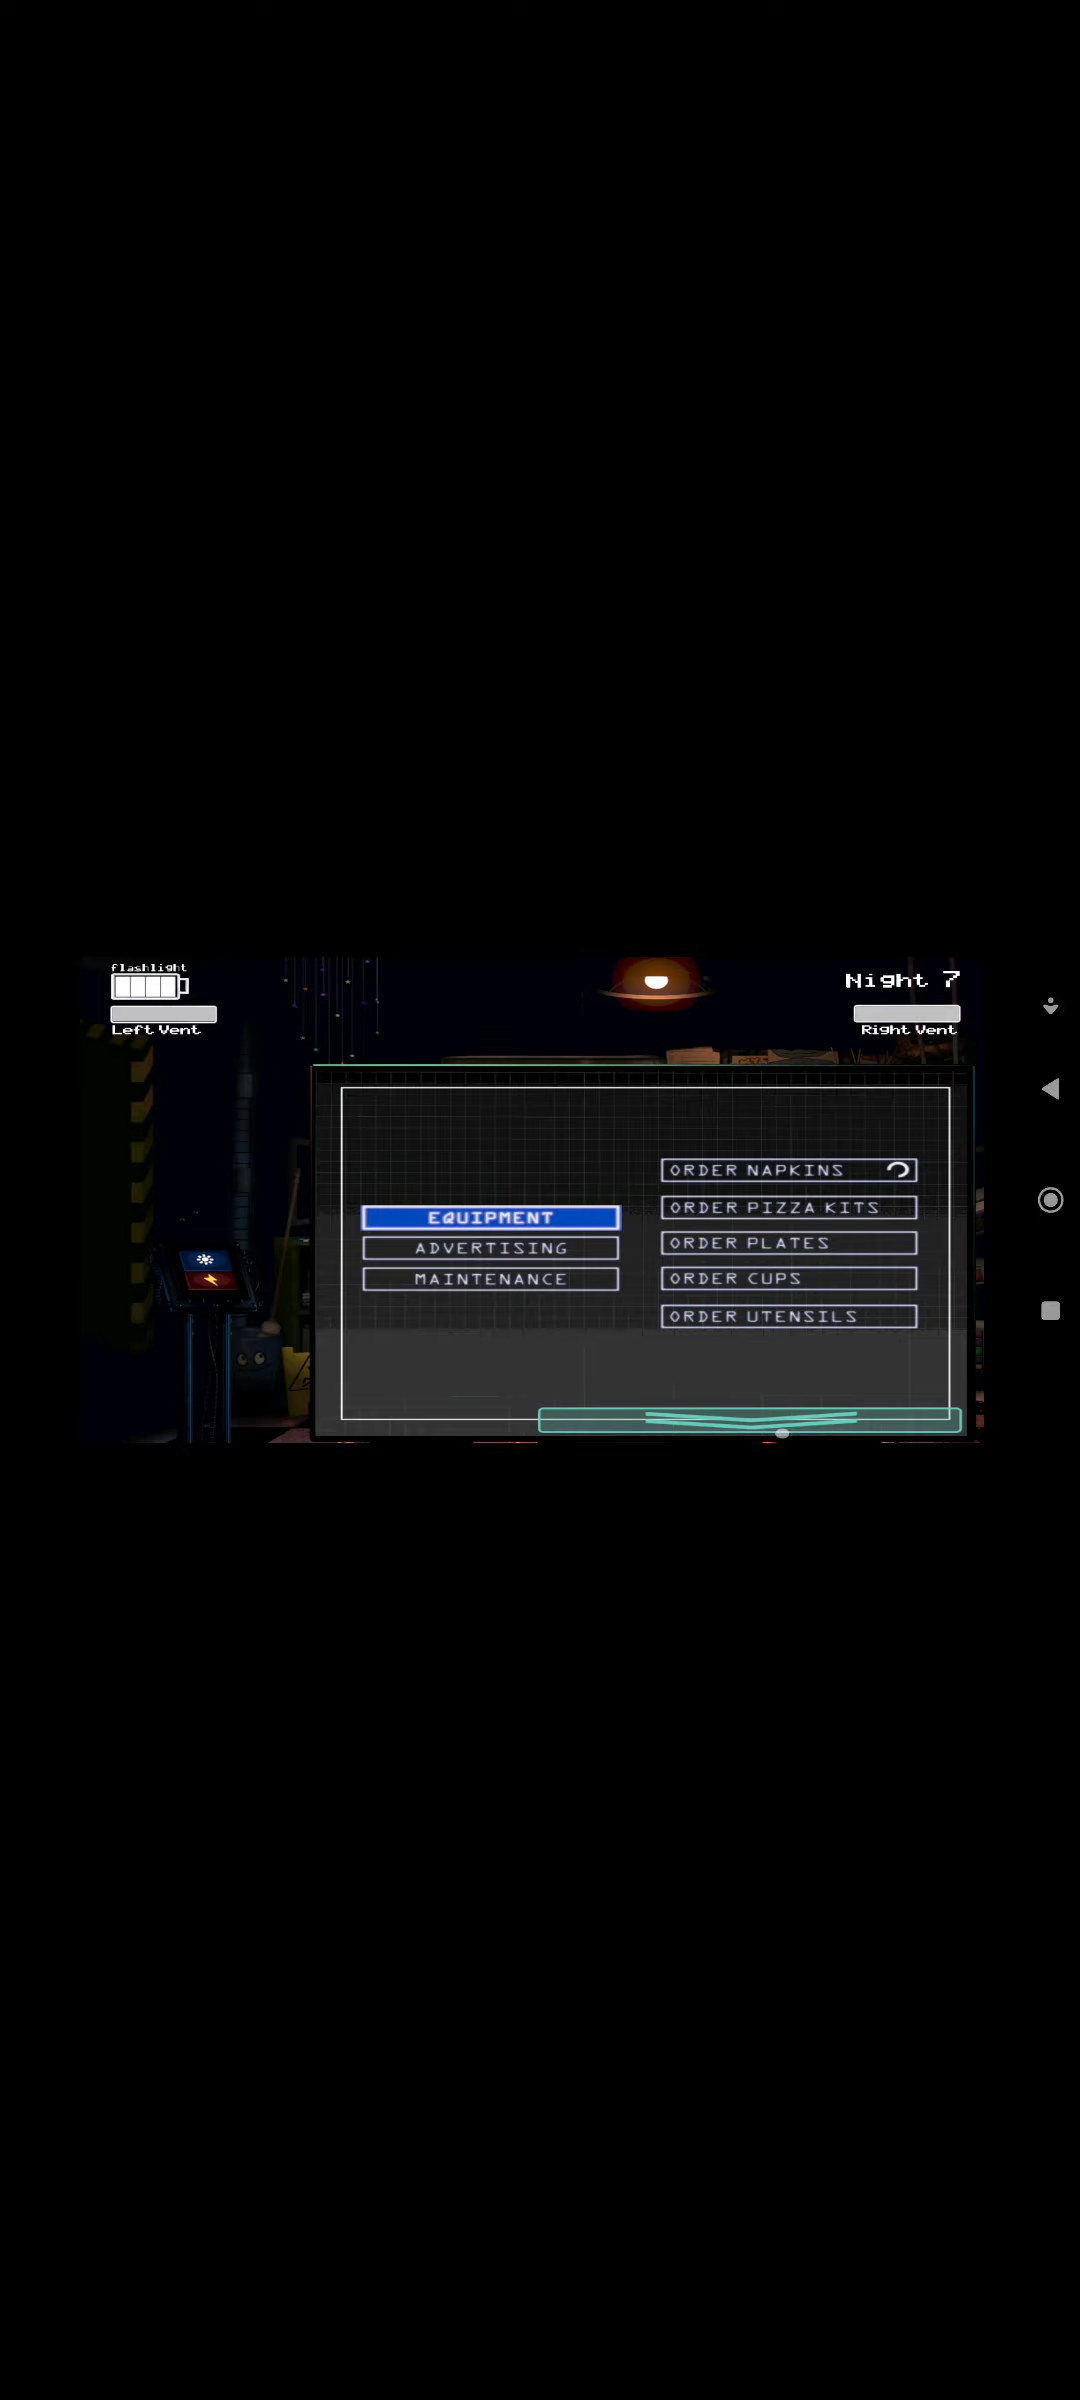 flashlight
Night 7
Left Vent
Right Vent
EQUIPMENT
ADVERTISING
MAINTENANCE
ORDER NAPKINS
ORDER PIZZA KITS
ORDER PLATES
ORDER CUPS
ORDER UTENSILS